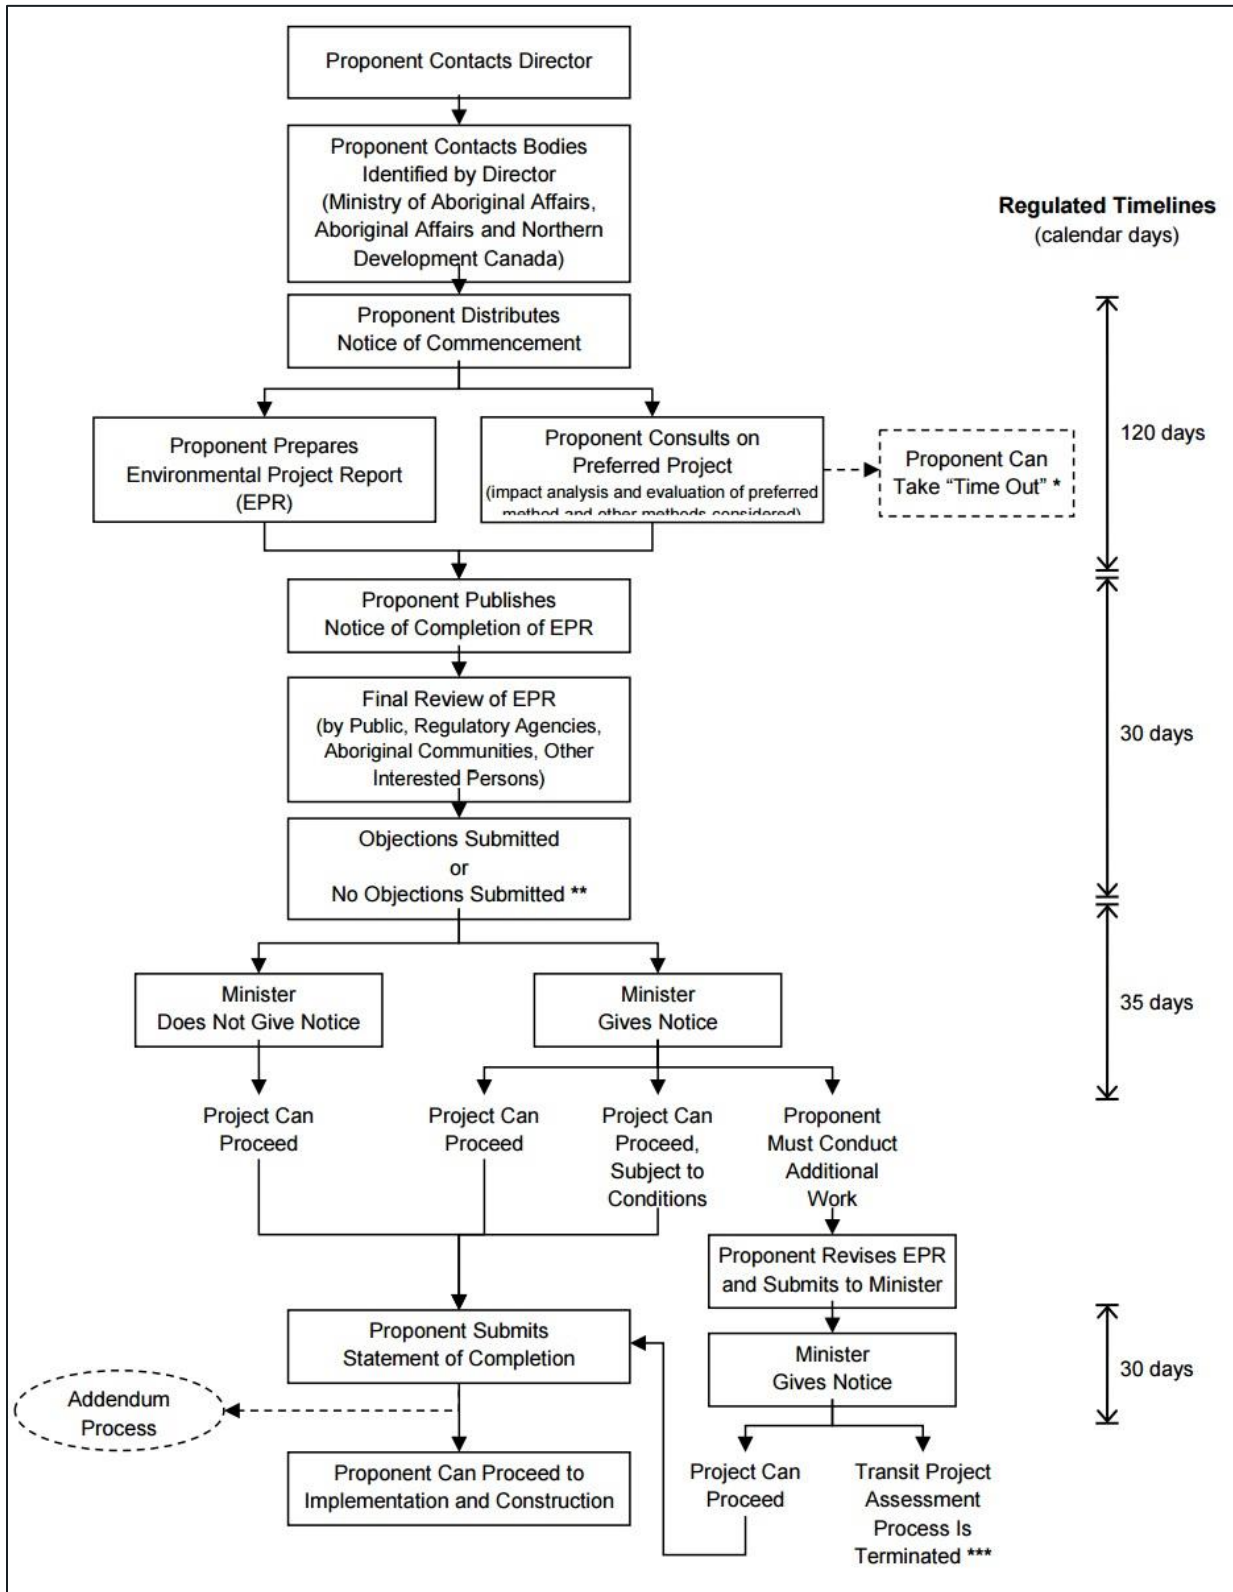 Proponent Contacts Director
Proponent Contacts Bodies
Identified by Director
(Ministry of Aboriginal Affairs,
Aboriginal Affairs and Northern
Development Canada)
Regulated Timelines
(calendar days)
Proponent Distributes
Notice of Commencement
Proponent Prepares
Environmental Project Report
(EPR)
Proponent Consults on
Preferred Project
(impact analysis and evaluation of preferred
method and other methods considered)
Proponent Can
Take “Time Out” *
120 days
Proponent Publishes
Notice of Completion of EPR
Final Review of EPR
(by Public, Regulatory Agencies,
Aboriginal Communities, Other
Interested Persons)
30 days
Objections Submitted
or
No Objections Submitted **
Minister
Does Not Give Notice
Minister
Gives Notice
35 days
Project Can
Proceed
Project Can
Proceed
Project Can
Proceed,
Subject to
Conditions
Proponent
Must Conduct
Additional
Work
Proponent Revises EPR
and Submits to Minister
Proponent Submits
Statement of Completion
Minister
Gives Notice
30 days
Addendum
Process
Proponent Can Proceed to
Implementation and Construction
Project Can
Proceed
Transit Project
Assessment
Process Is
Terminated ***